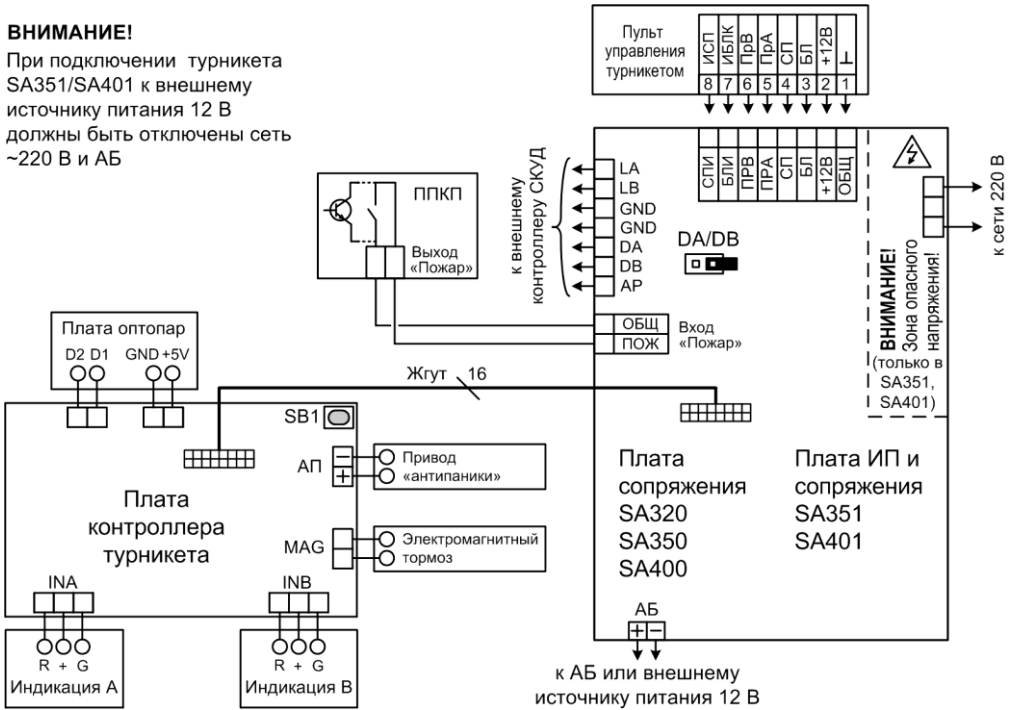 ВНИМАНИЕ!
При подключении турникета
SA351/SA401 к внешнему
источнику питания 12 В
должны быть отключены сеть
~220 В и АБ
Пульт
управления
турникетом
ИСП
ИБЛК
ПрВ
ПрА
СП
БЛ
+12В
⊥
8 7 6 5 4 3 2 1
СПИ
БЛИ
ПРВ
ПРА
СП
БЛ
+12В
ОБЩ
к внешнему
контроллеру СКУД
LA
LB
GND
GND
DA
DB
AP
DA/DB
ВНИМАНИЕ!
Зона опасного
напряжения!
(только в
SA351,
SA401)
к сети 220 В
ППКП
Выход
«Пожар»
ОБЩ
ПОЖ
Вход
«Пожар»
Жгут 16
Плата оптопар
D2 D1 GND +5V
SB1
АП
–
+
Привод
«антипаники»
Плата
контроллера
турникета
MAG
Электромагнитный
тормоз
INA
INB
R + G
Индикация А
R + G
Индикация В
Плата
сопряжения
SA320
SA350
SA400
Плата ИП и
сопряжения
SA351
SA401
АБ
+ –
к АБ или внешнему
источнику питания 12 В